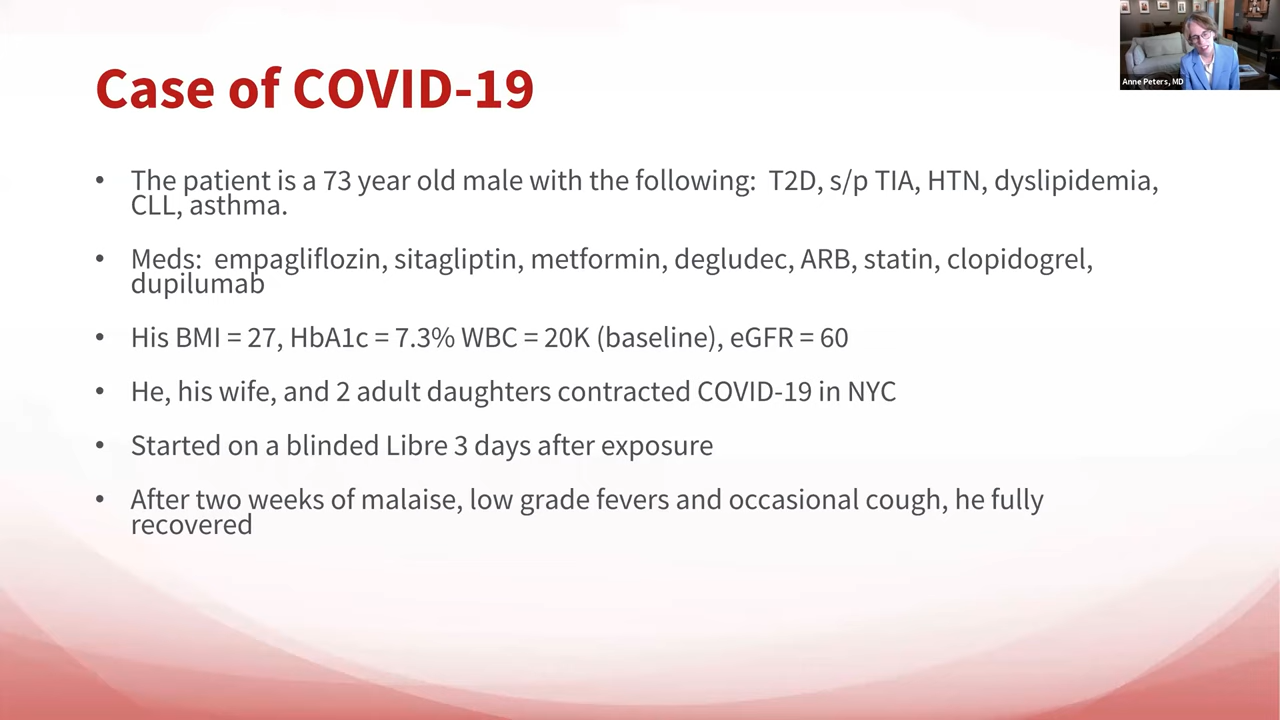 Case of COVID-19
Anne Peters, MD
• The patient is a 73 year old male with the following: T2D, s/p TIA, HTN, dyslipidemia,
CLL, asthma.
• Meds: empagliflozin, sitagliptin, metformin, degludec, ARB, statin, clopidogrel,
dupilumab
• His BMI = 27, HbA1c = 7.3% WBC = 20K (baseline), eGFR = 60
• He, his wife, and 2 adult daughters contracted COVID-19 in NYC
• Started on a blinded Libre 3 days after exposure
• After two weeks of malaise, low grade fevers and occasional cough, he fully
recovered